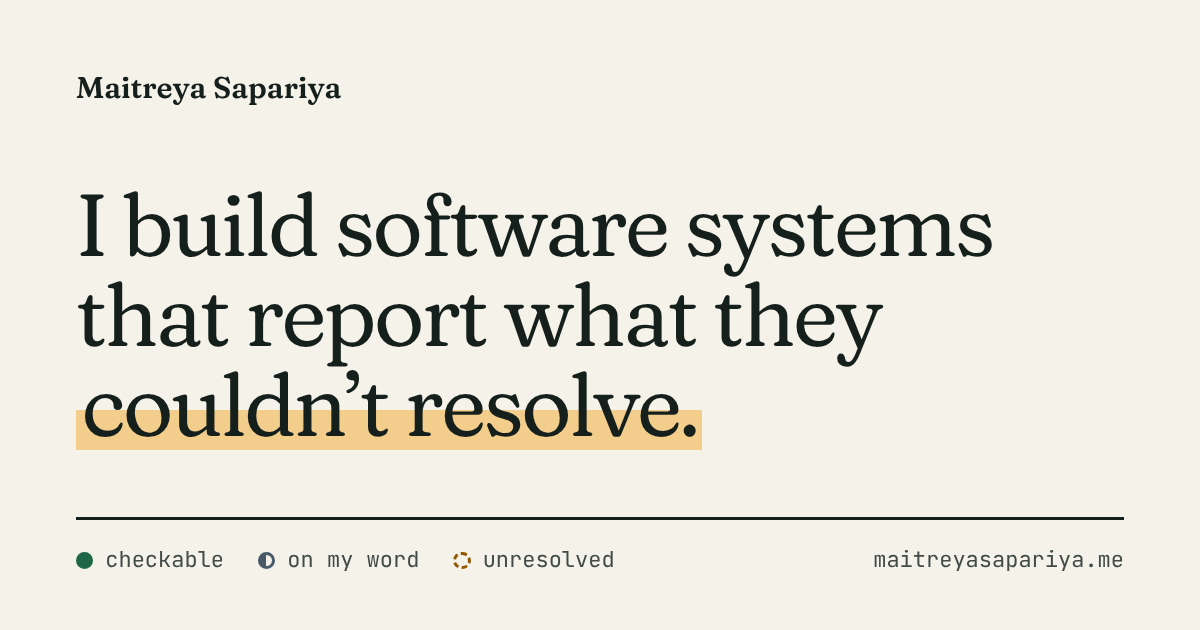 Maitreya Sapariya
I build software systems
that report what they
couldn’t resolve.
checkable on my word unresolved maitreyasapariya.me